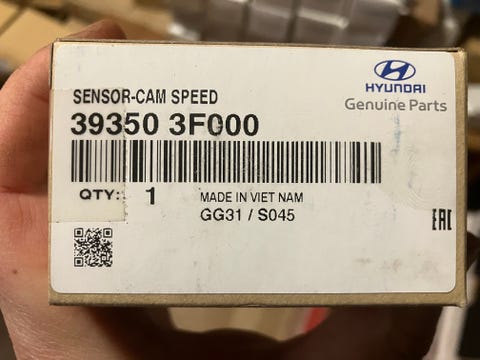 HYUNDAI
Genuine Parts
SENSOR-CAM SPEED
39350 3F000
QTY: 1 MADE IN VIET NAM
GG31 / S045
EAC